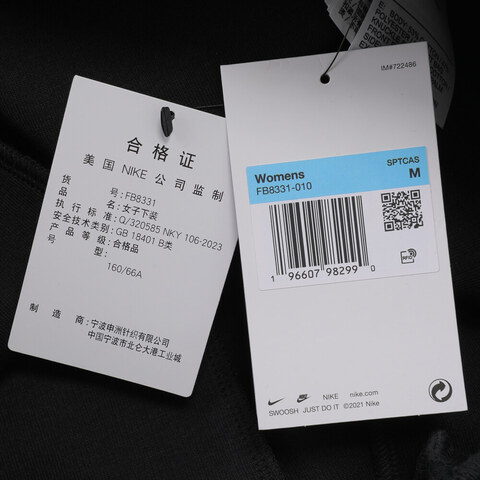 合格证
美国 NIKE 公司监制
货 号: FB8331
品 名: 女子下装
执行标准: Q/320585 NKY 106-2023
安全技术类别: GB 18401 B类
产品等级: 合格品
号 型:
160/66A
制 造 商: 宁波申洲针织有限公司
中国宁波市北仑大港工业城
IM#722486
SPTCAS
Womens M
FB8331-010
1 96607 98299 0
RFID
NIKE nike.com
SWOOSH JUST DO IT ©2021 Nike